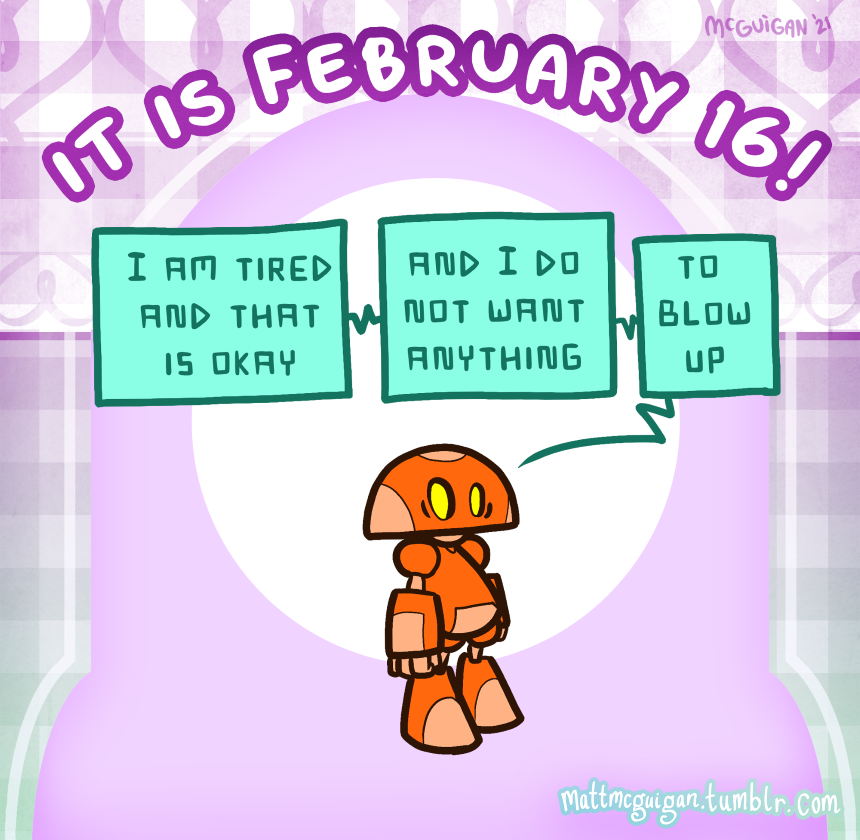 McGUiGAN '21
IT IS FEBRUARY 16!
I AM TIRED
AND THAT
IS OKAY
AND I DO
NOT WANT
ANYTHING
TO
BLOW
UP
mattmcguigan.tumblr.com